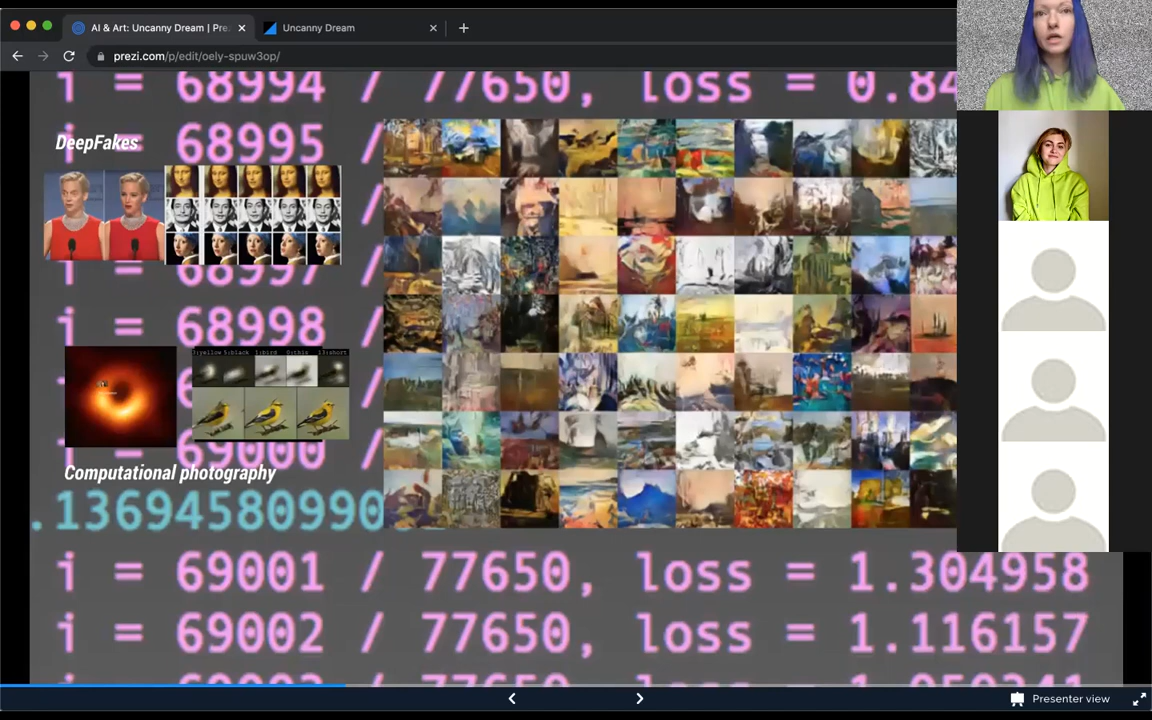 AI & Art: Uncanny Dream | Pre
Uncanny Dream
prezi.com/p/edit/oely-spuw3op/
i = 68994 / 77650, loss = 0.84
DeepFakes
i = 68995 /
i = 68997 /
i = 68998 /
i = 69000 /
Computational photography
.13694580990
i = 69001 / 77650, loss = 1.304958
i = 69002 / 77650, loss = 1.116157
Presenter view